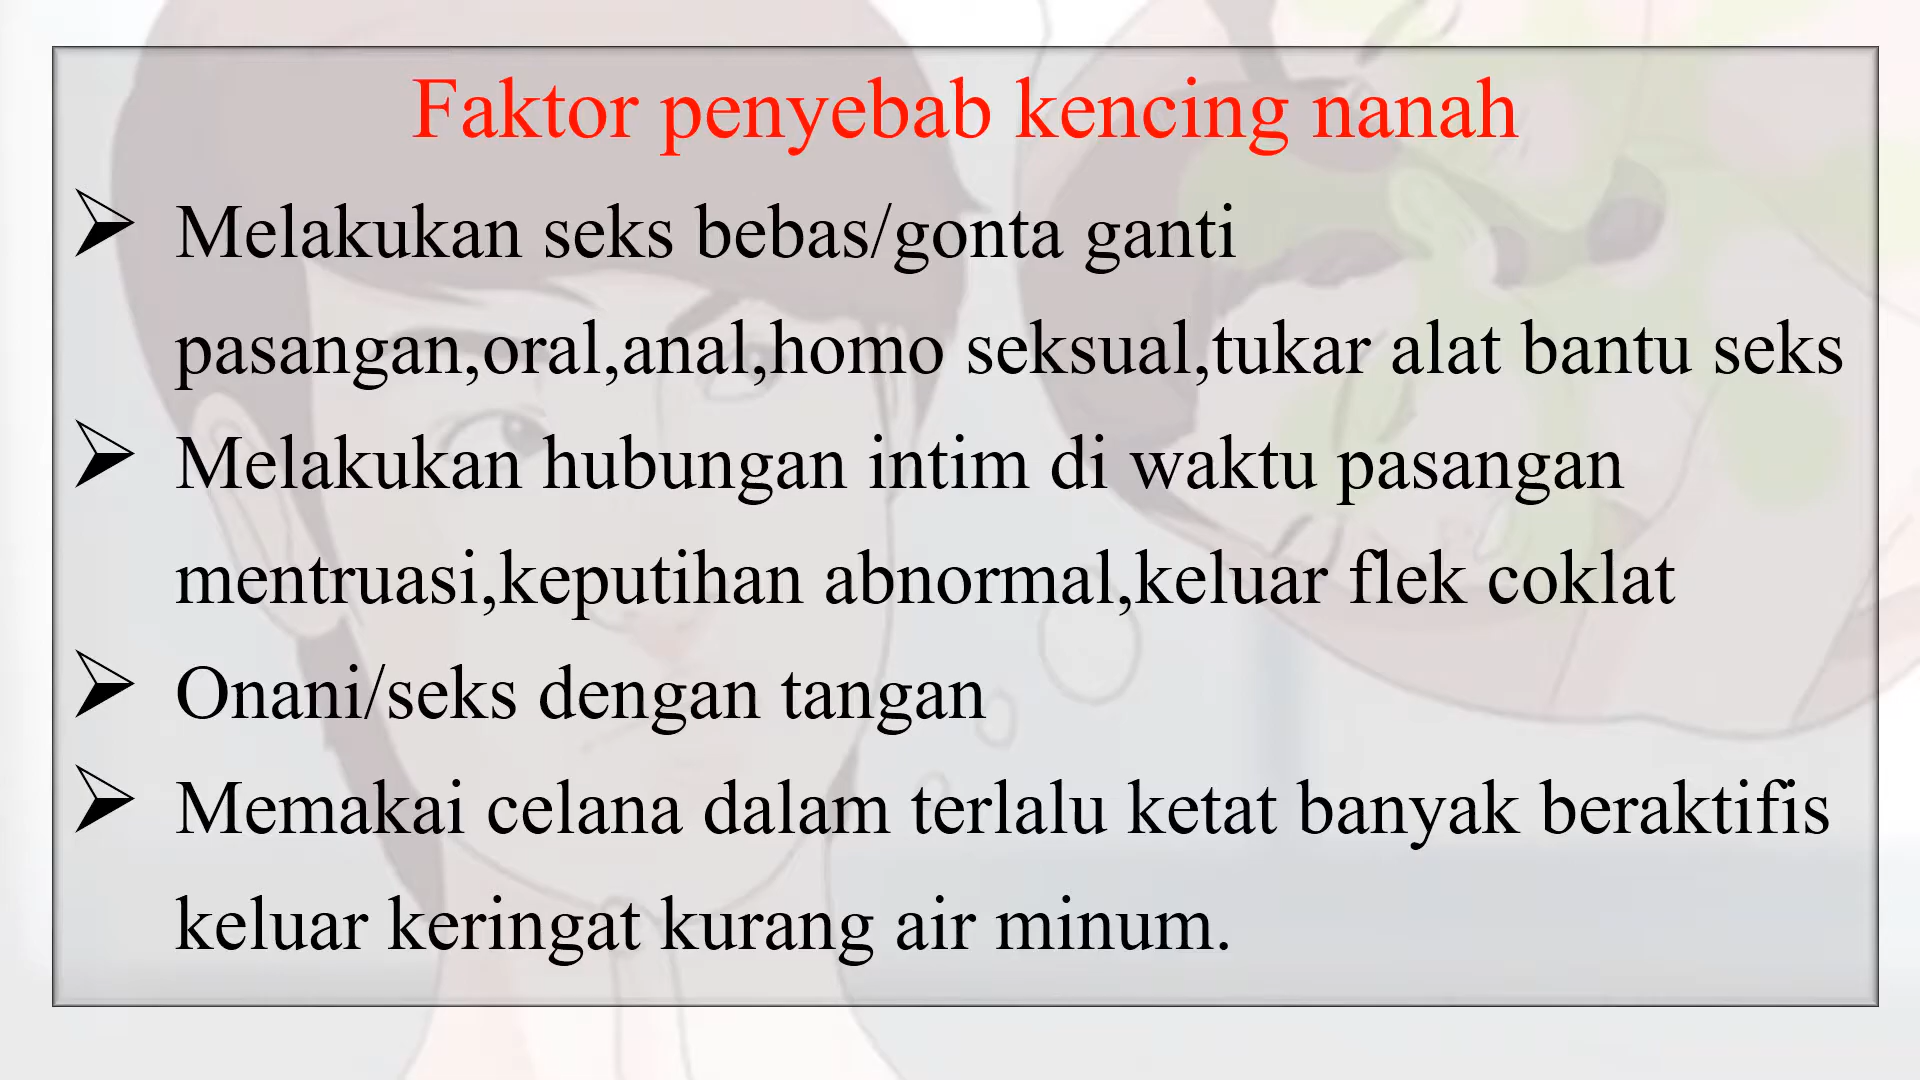 Faktor penyebab kencing nanah
➢ Melakukan seks bebas/gonta ganti
pasangan,oral,anal,homo seksual,tukar alat bantu seks
➢ Melakukan hubungan intim di waktu pasangan
mentruasi,keputihan abnormal,keluar flek coklat
➢ Onani/seks dengan tangan
➢ Memakai celana dalam terlalu ketat banyak beraktifis
keluar keringat kurang air minum.